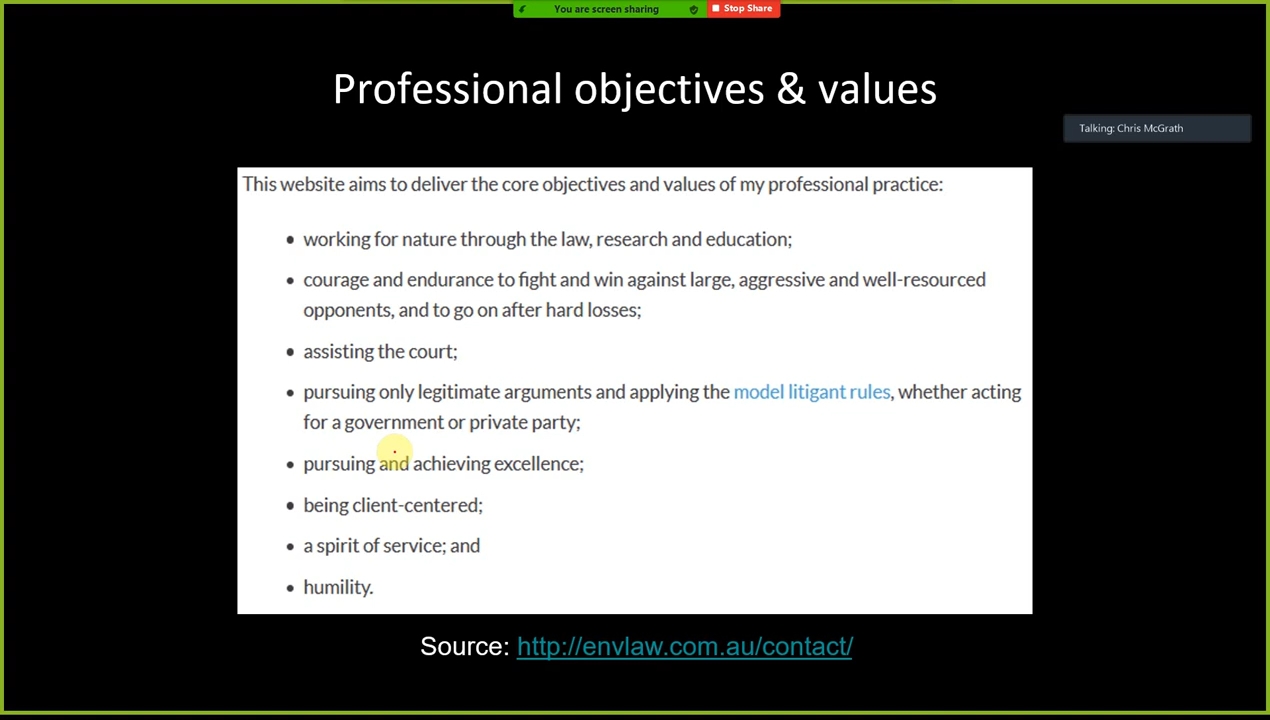 You are screen sharing
Stop Share
Professional objectives & values
Talking: Chris McGrath
This website aims to deliver the core objectives and values of my professional practice:
• working for nature through the law, research and education;
• courage and endurance to fight and win against large, aggressive and well-resourced
opponents, and to go on after hard losses;
• assisting the court;
• pursuing only legitimate arguments and applying the model litigant rules, whether acting
for a government or private party;
• pursuing and achieving excellence;
• being client-centered;
• a spirit of service; and
• humility.
Source: http://envlaw.com.au/contact/